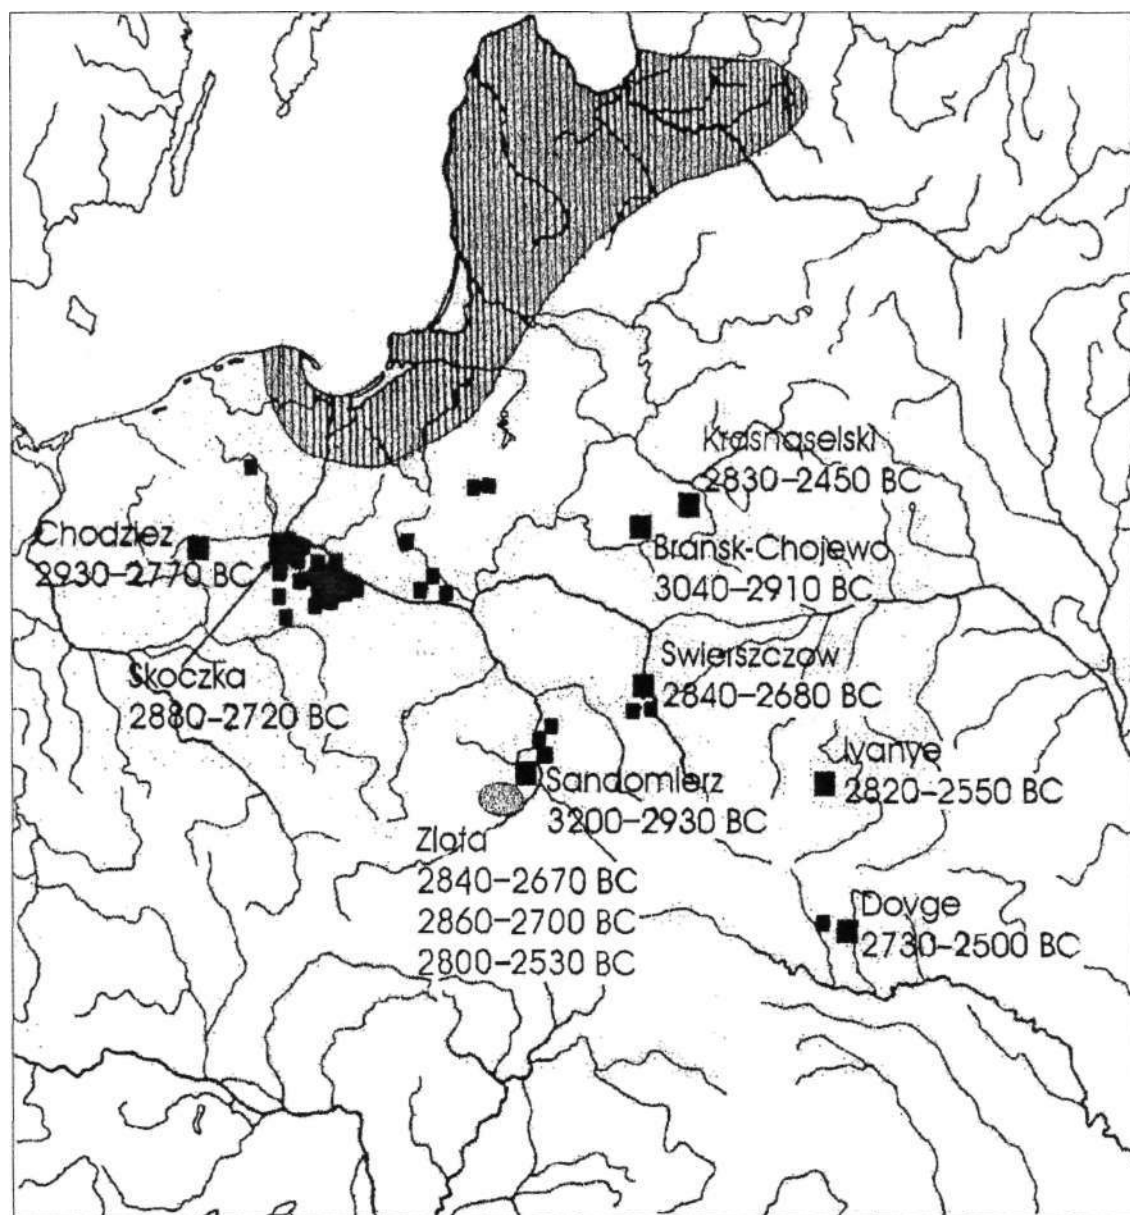 Krasnaselski
2830–2450 BC
Chodziez
2930–2770 BC
Bransk-Chojewo
3040–2910 BC
Skoczka
2880–2720 BC
Swierszczow
2840–2680 BC
Ivanye
2820–2550 BC
Sandomierz
3200–2930 BC
Zlota
2840–2670 BC
2860–2700 BC
2800–2530 BC
Dovge
2730–2500 BC